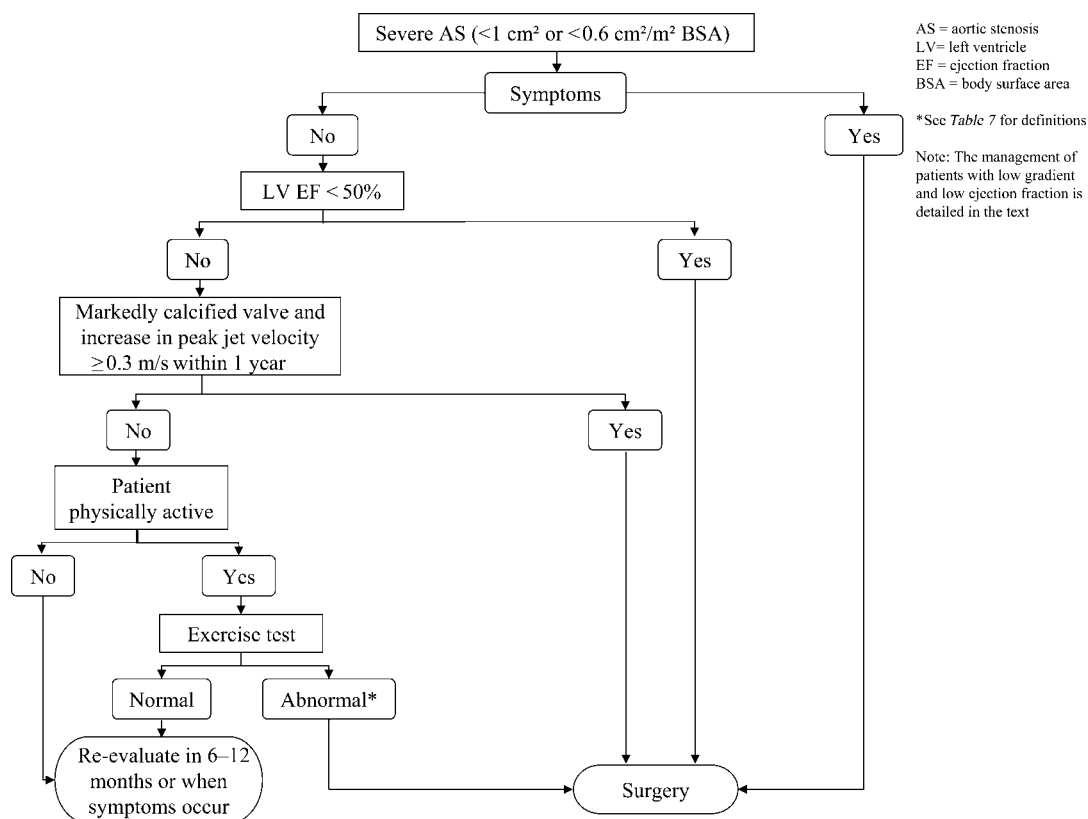 Severe AS (<1 cm² or <0.6 cm²/m² BSA)
AS = aortic stenosis
LV= left ventricle
EF = ejection fraction
BSA = body surface area
*See Table 7 for definitions
Note: The management of
patients with low gradient
and low ejection fraction is
detailed in the text
Symptoms
No
Yes
LV EF < 50%
No
Yes
Markedly calcified valve and
increase in peak jet velocity
≥0.3 m/s within 1 year
No
Yes
Patient
physically active
No
Yes
Exercise test
Normal
Abnormal*
Re-evaluate in 6–12
months or when
symptoms occur
Surgery